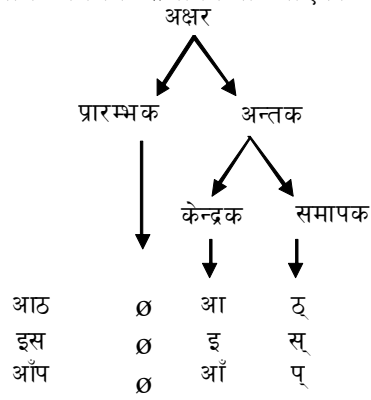 अक्षर
प्रारम्भक अन्तक
केन्द्रक समापक
आठ ø आ ठ्
इस ø इ स्
आँप ø आँ प्